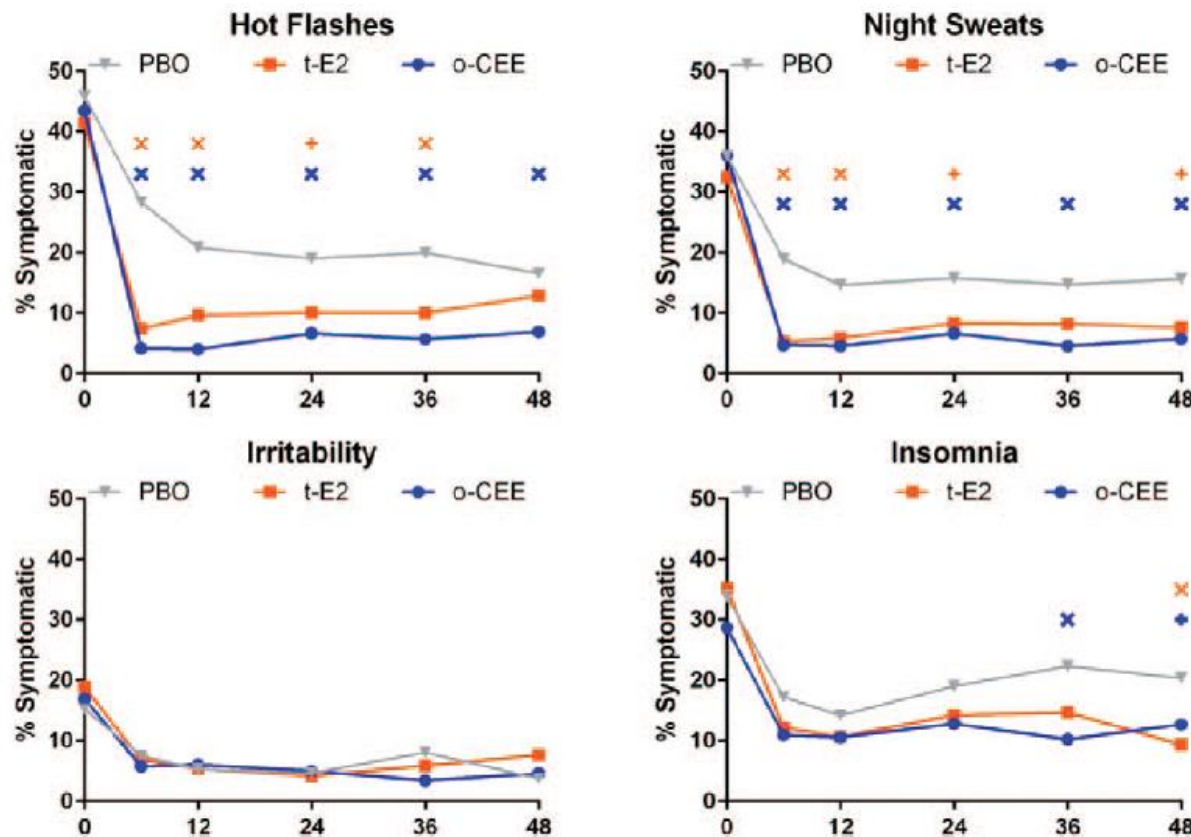 Hot Flashes
PBO t-E2 o-CEE
% Symptomatic
50
40
30
20
10
0
0 12 24 36 48
Night Sweats
PBO t-E2 o-CEE
% Symptomatic
50
40
30
20
10
0
0 12 24 36 48
Irritability
PBO t-E2 o-CEE
% Symptomatic
50
40
30
20
10
0
0 12 24 36 48
Insomnia
PBO t-E2 o-CEE
% Symptomatic
50
40
30
20
10
0
0 12 24 36 48